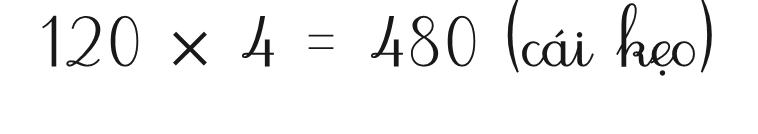 120 × 4 = 480 (cái kẹo)